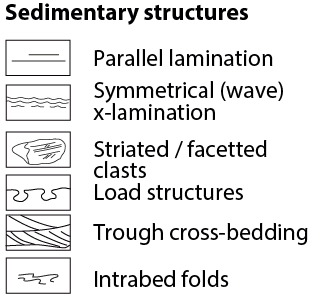 Sedimentary structures
Parallel lamination
Symmetrical (wave)
x-lamination
Striated / facetted
clasts
Load structures
Trough cross-bedding
Intrabed folds